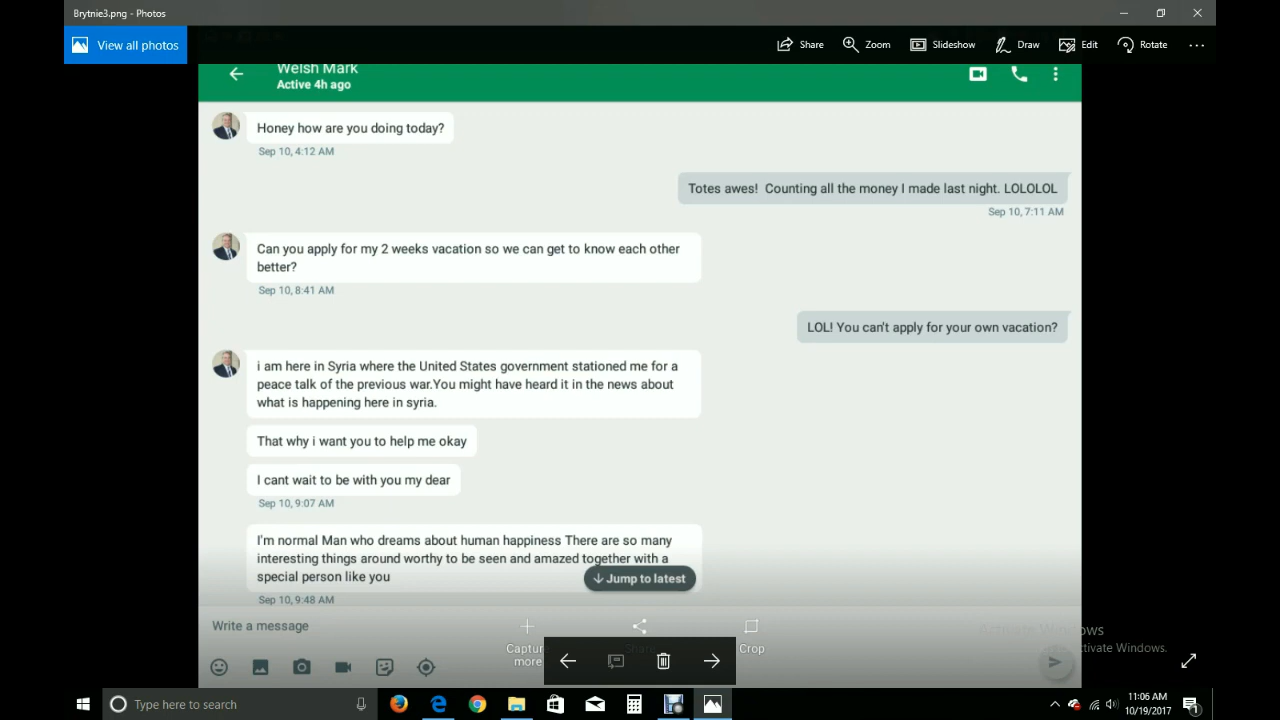 Brytnie3.png - Photos
View all photos
Share
Zoom
Slideshow
Draw
Edit
Rotate
Welsh Mark
Active 4h ago
Honey how are you doing today?
Sep 10, 4:12 AM
Totes awes!  Counting all the money I made last night. LOLOLOL
Sep 10, 7:11 AM
Can you apply for my 2 weeks vacation so we can get to know each other
better?
Sep 10, 8:41 AM
LOL! You can't apply for your own vacation?
i am here in Syria where the United States government stationed me for a
peace talk of the previous war.You might have heard it in the news about
what is happening here in syria.
That why i want you to help me okay
I cant wait to be with you my dear
Sep 10, 9:07 AM
I'm normal Man who dreams about human happiness There are so many
interesting things around worthy to be seen and amazed together with a
special person like you
Jump to latest
Sep 10, 9:48 AM
Write a message
Capture
more
Share
Crop
Activate Windows
ctivate Windows.
Type here to search
11:06 AM
10/19/2017
1